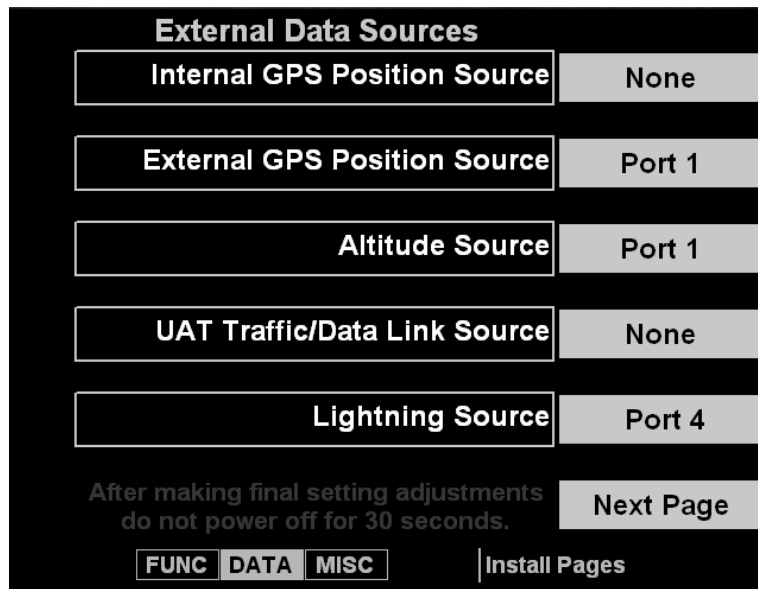 External Data Sources
Internal GPS Position Source None
External GPS Position Source Port 1
Altitude Source Port 1
UAT Traffic/Data Link Source None
Lightning Source Port 4
After making final setting adjustments
do not power off for 30 seconds.
Next Page
FUNC DATA MISC Install Pages